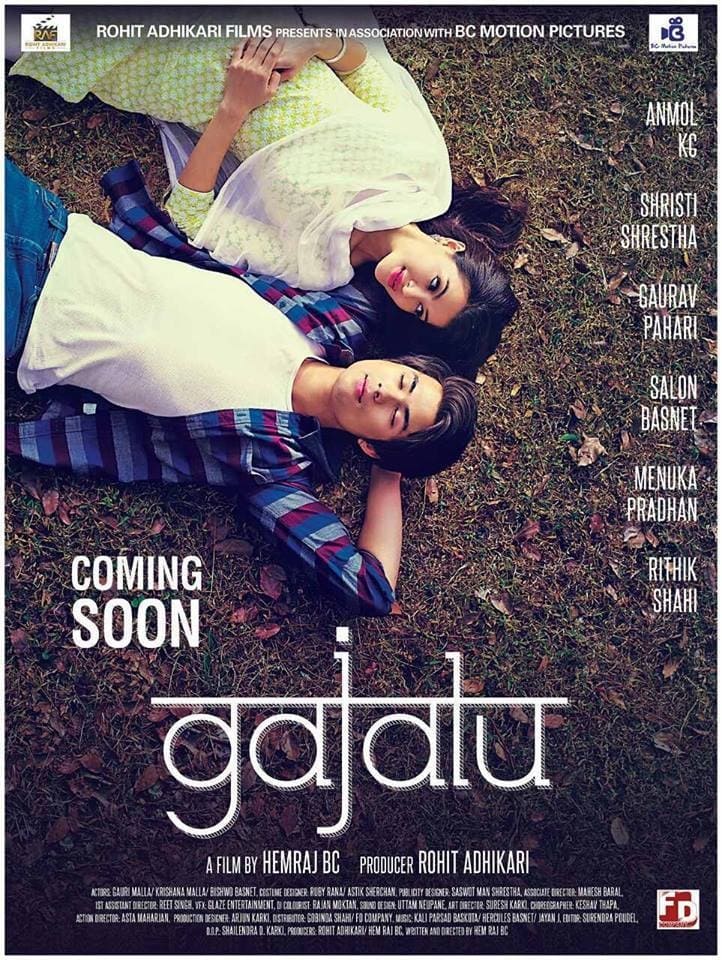 ROHIT ADHIKARI FILMS PRESENTS IN ASSOCIATION WITH BC MOTION PICTURES
RAF
ROHIT ADHIKARI
FILMS
BC Motion Pictures
ANMOL
KC
SHRISTI
SHRESTHA
GAURAV
PAHARI
SALON
BASNET
MENUKA
PRADHAN
RITHIK
SHAHI
COMING
SOON
gajalu
A FILM BY HEMRAJ BC PRODUCER ROHIT ADHIKARI
ACTORS: GAURI MALLA/ KRISHANA MALLA/ BISHWO BASNET, COSTUME DESIGNER: RUBY RANA/ ASTIK SHERCHAN, PUBLICITY DESIGNER: SASWOT MAN SHRESTHA, ASSOCIATE DIRECTOR: MAHESH BARAL,
1ST ASSISTANT DIRECTOR: REET SINGH, VFX: GLAZE ENTERTAINMENT, DI COLOURIST: RAJAN MOKTAN, SOUND DESIGN: UTTAM NEUPANE, ART DIRECTOR: SURESH KARKI, CHOREOGRAPHER: KESHAV THAPA,
ACTION DIRECTOR: ASTA MAHARJAN, PRODUCTION DESIGNER: ARJUN KARKI, DISTRIBUTOR: GOBINDA SHAHI/ FD COMPANY, MUSIC: KALI PARSAD BASKOTA/ HERCULES BASNET/ JAYAN J, EDITOR: SURENDRA POUDEL,
D.O.P: SHAILENDRA D. KARKI, PRODUCERS: ROHIT ADHIKARI/ HEM RAJ BC, WRITTEN AND DIRECTED BY HEM RAJ BC
FD
COMPANY